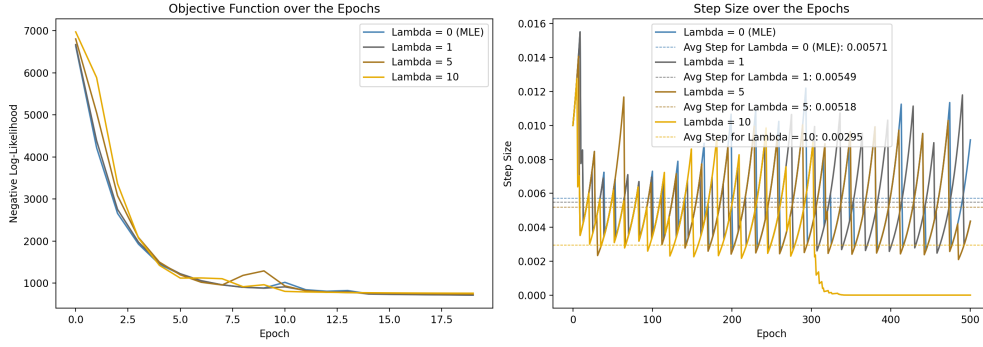 Objective Function over the Epochs
Negative Log-Likelihood
7000
6000
5000
4000
3000
2000
1000
0.0 2.5 5.0 7.5 10.0 12.5 15.0 17.5
Epoch
Lambda = 0 (MLE)
Lambda = 1
Lambda = 5
Lambda = 10
Step Size over the Epochs
Step Size
0.016
0.014
0.012
0.010
0.008
0.006
0.004
0.002
0.000
0 100 200 300 400 500
Epoch
Lambda = 0 (MLE)
Avg Step for Lambda = 0 (MLE): 0.00571
Lambda = 1
Avg Step for Lambda = 1: 0.00549
Lambda = 5
Avg Step for Lambda = 5: 0.00518
Lambda = 10
Avg Step for Lambda = 10: 0.00295